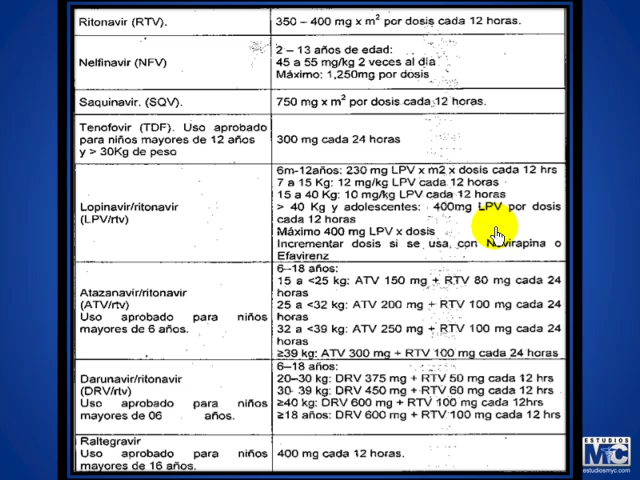 Ritonavir (RTV).
350 – 400 mg x m² por dosis cada 12 horas.
Nelfinavir (NFV)
2 – 13 años de edad:
45 a 55 mg/kg 2 veces al día
Máximo: 1,250mg por dosis
Saquinavir. (SQV).
750 mg x m² por dosis cada 12 horas.
Tenofovir (TDF). Uso aprobado
para niños mayores de 12 años
y > 30Kg de peso
300 mg cada 24 horas
Lopinavir/ritonavir
(LPV/rtv)
6m-12años: 230 mg LPV x m2 x dosis cada 12 hrs
7 a 15 Kg: 12 mg/kg LPV cada 12 horas
15 a 40 Kg: 10 mg/kg LPV cada 12 horas
> 40 Kg y adolescentes: 400mg LPV por dosis
cada 12 horas
Máximo 400 mg LPV x dosis
Incrementar dosis si se usa con Nevirapina o
Efavirenz
Atazanavir/ritonavir
(ATV/rtv)
Uso aprobado para niños
mayores de 6 años.
6–18 años:
15 a <25 kg: ATV 150 mg + RTV 80 mg cada 24
horas
25 a <32 kg: ATV 200 mg + RTV 100 mg cada 24
horas
32 a <39 kg: ATV 250 mg + RTV 100 mg cada 24
horas
≥39 kg: ATV 300 mg + RTV 100 mg cada 24 horas
Darunavir/ritonavir
(DRV/rtv)
Uso aprobado para niños
mayores de 06 años.
6–18 años:
20–30 kg: DRV 375 mg + RTV 50 mg cada 12 hrs
30- 39 kg: DRV 450 mg + RTV 60 mg cada 12 hrs
≥40 kg: DRV 600 mg + RTV 100 mg cada 12hrs
≥18 años: DRV 600 mg + RTV 100 mg cada 12 hrs
Raltegravir
Uso aprobado para niños
mayores de 16 años.
400 mg cada 12 horas.
ESTUDIOS
MyC
estudiosmyc.com